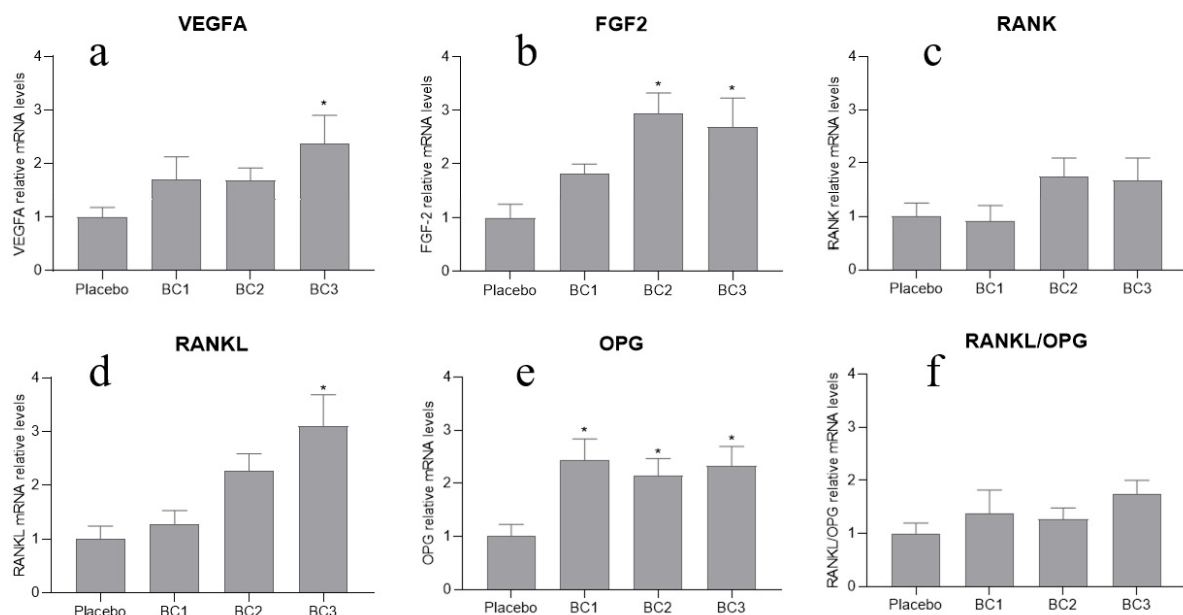 VEGFA
a
VEGFA relative mRNA levels
4
3
2
1
0
*
Placebo BC1 BC2 BC3
FGF2
b
FGF-2 relative mRNA levels
4
3
2
1
0
* *
Placebo BC1 BC2 BC3
RANK
c
RANK relative mRNA levels
4
3
2
1
0
Placebo BC1 BC2 BC3
RANKL
d
RANKL mRNA relative levels
4
3
2
1
0
*
Placebo BC1 BC2 BC3
OPG
e
OPG relative mRNA levels
4
3
2
1
0
* * *
Placebo BC1 BC2 BC3
RANKL/OPG
f
RANKL/OPG relative mRNA levels
4
3
2
1
0
Placebo BC1 BC2 BC3